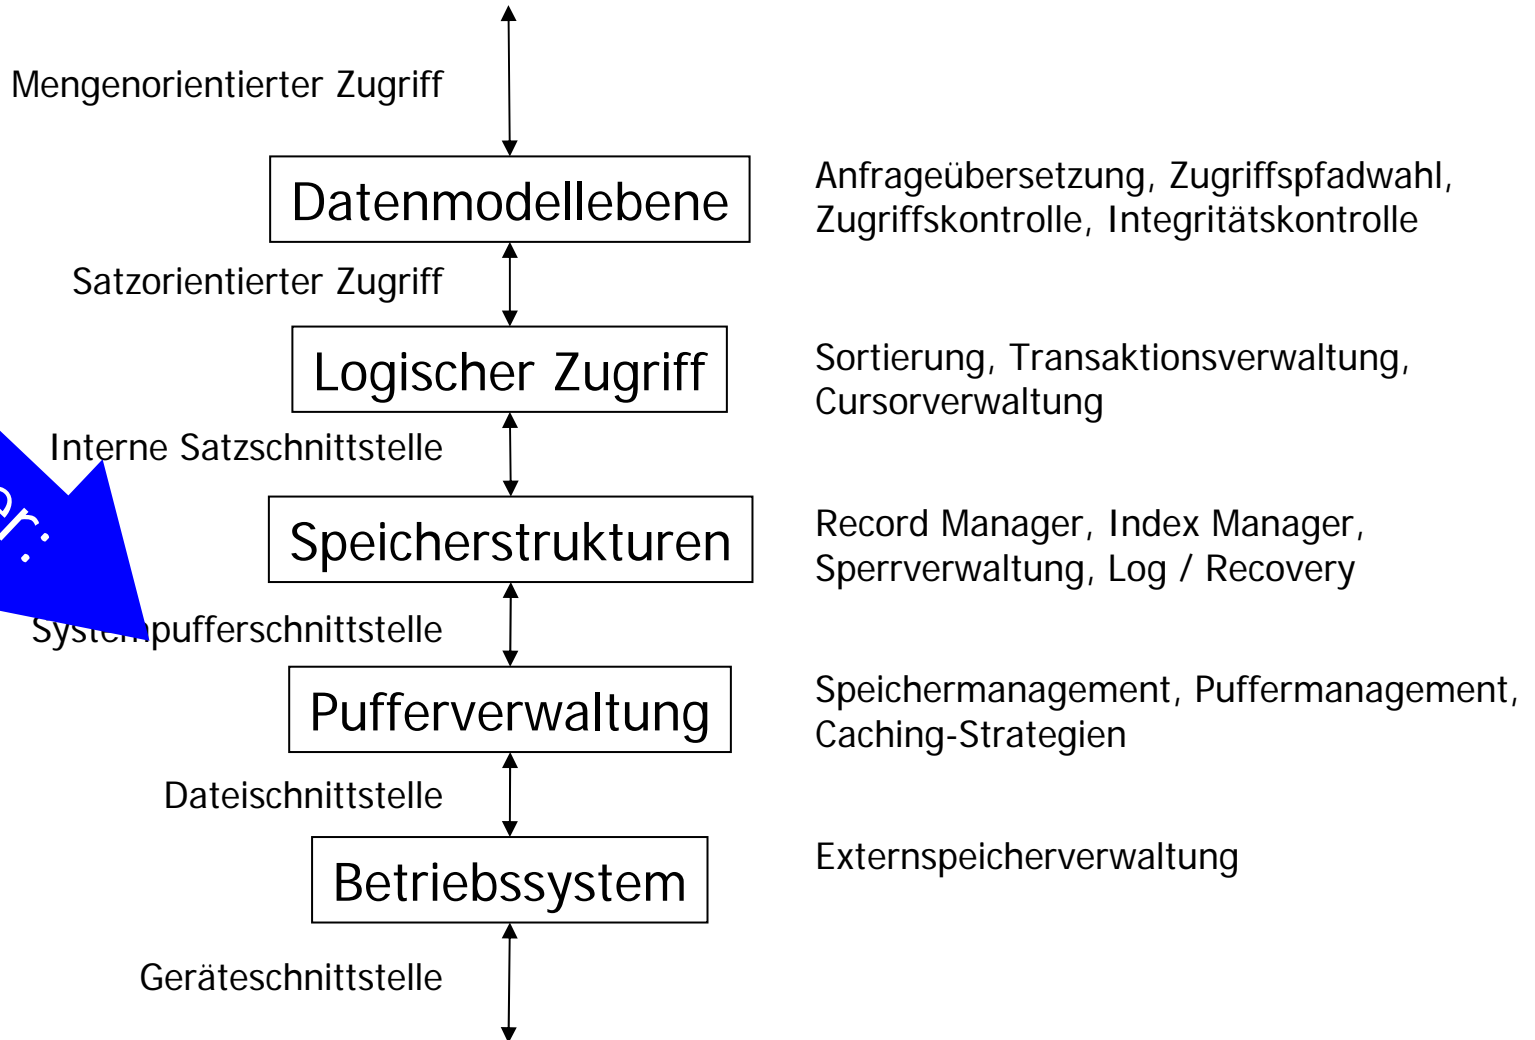 Mengenorientierter Zugriff
Datenmodellebene
Anfrageübersetzung, Zugriffspfadwahl,
Zugriffskontrolle, Integritätskontrolle
Satzorientierter Zugriff
Logischer Zugriff
Sortierung, Transaktionsverwaltung,
Cursorverwaltung
Interne Satzschnittstelle
Speicherstrukturen
Record Manager, Index Manager,
Sperrverwaltung, Log / Recovery
Systempufferschnittstelle
Pufferverwaltung
Speichermanagement, Puffermanagement,
Caching-Strategien
Dateischnittstelle
Betriebssystem
Externspeicherverwaltung
Geräteschnittstelle